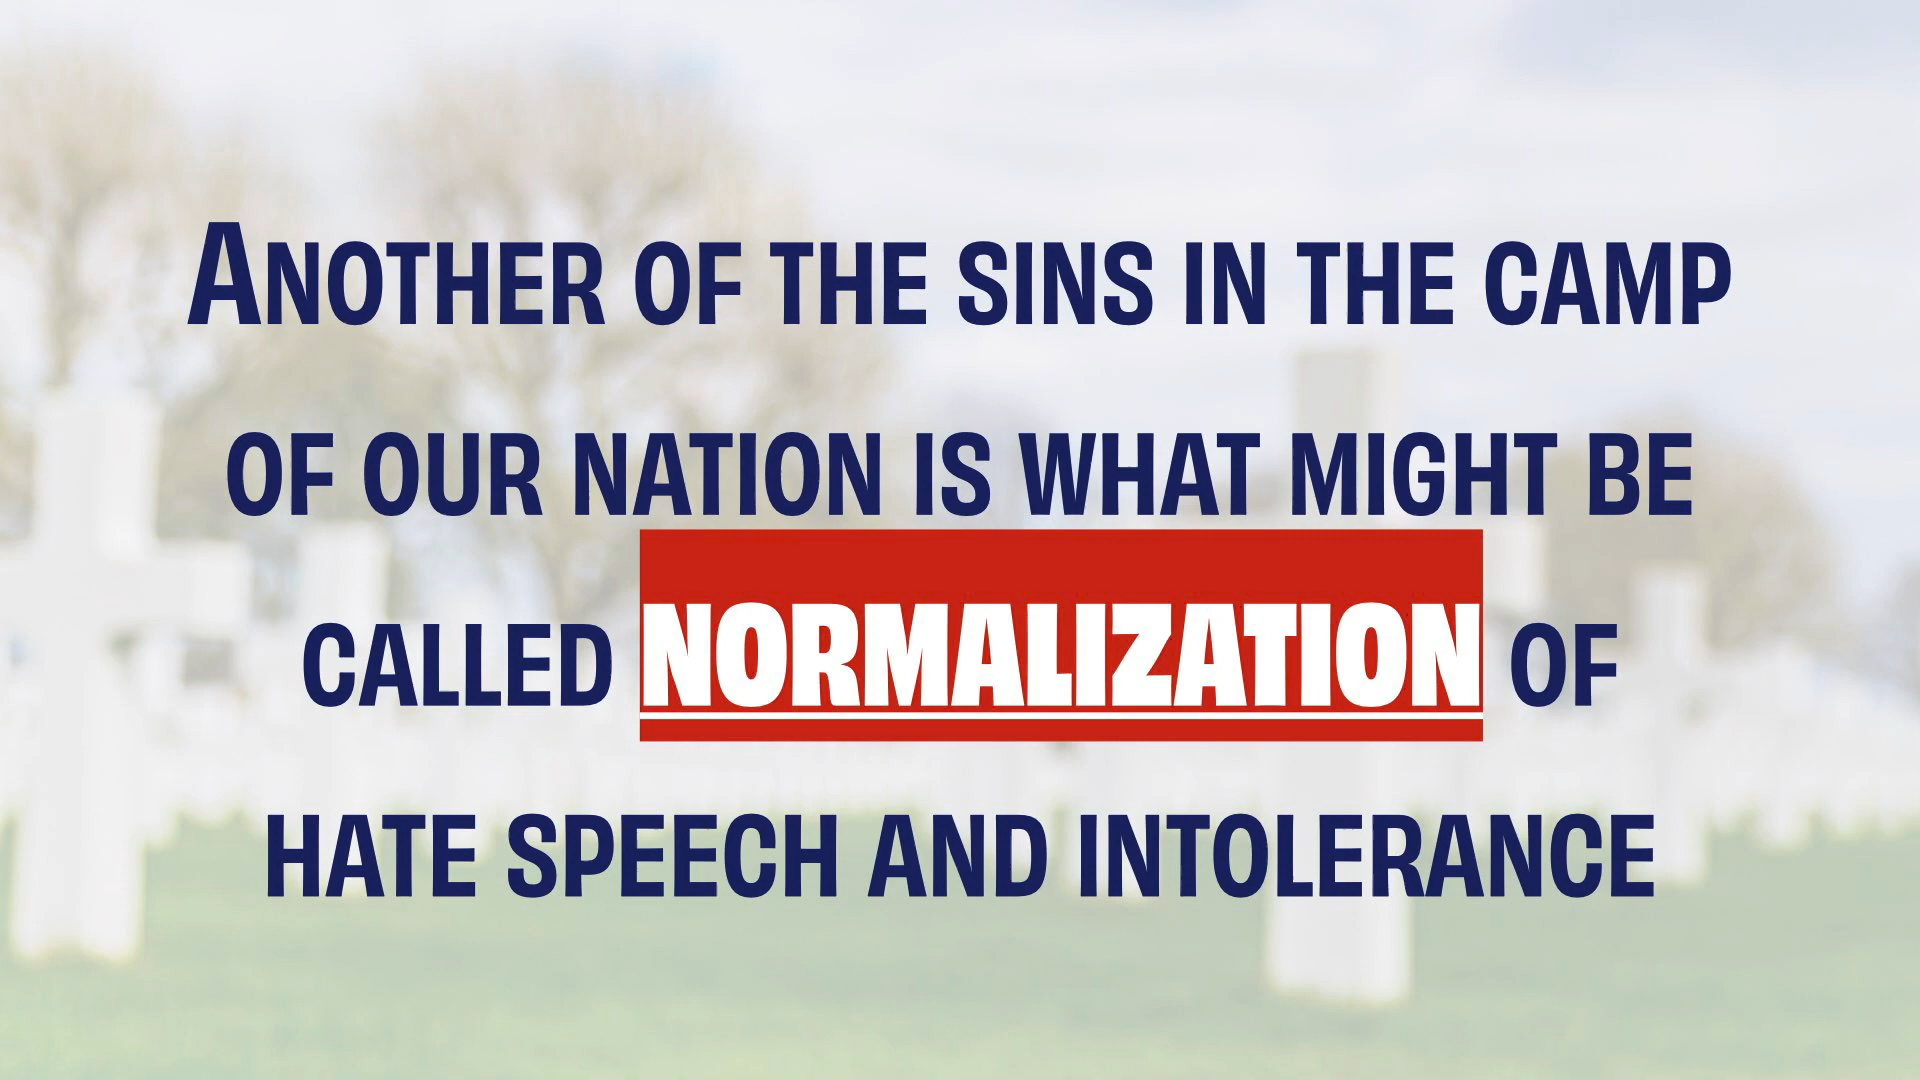 Another of the sins in the camp
of our nation is what might be
called NORMALIZATION of
hate speech and intolerance